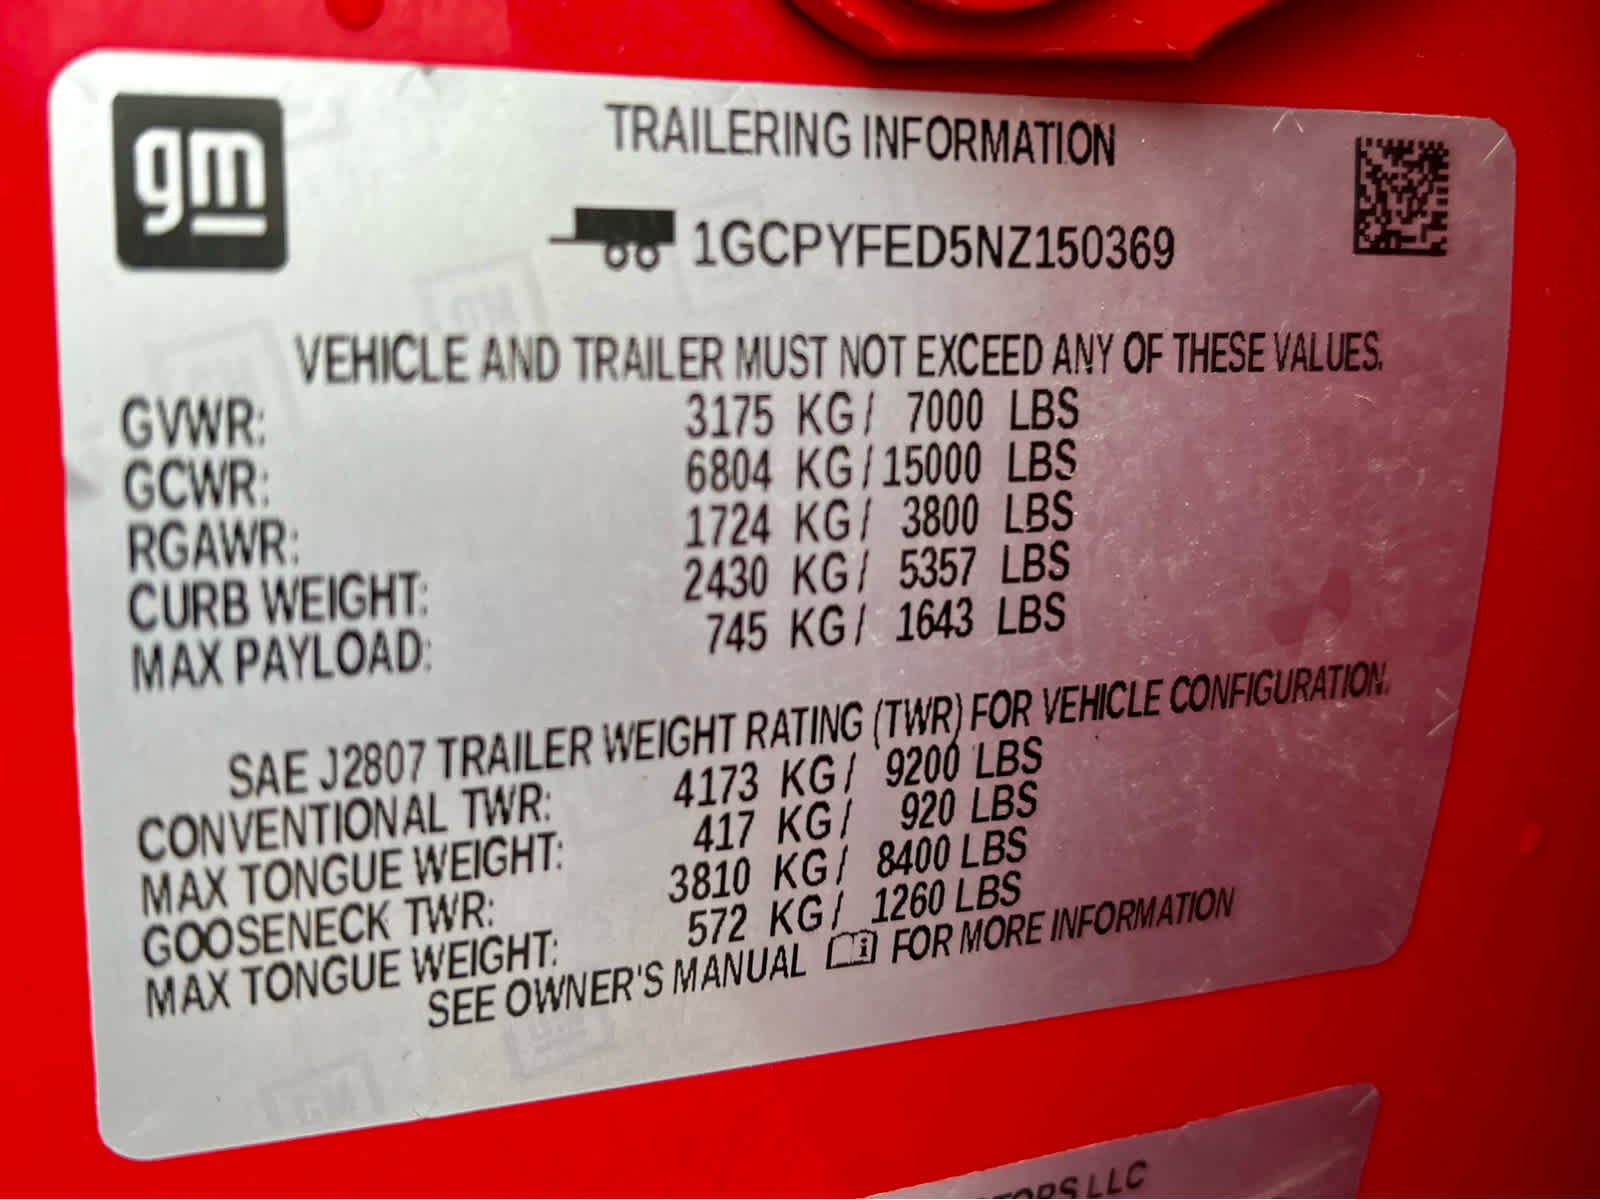 gm
TRAILERING INFORMATION
1GCPYFED5NZ150369
VEHICLE AND TRAILER MUST NOT EXCEED ANY OF THESE VALUES.
GVWR: 3175 KG/ 7000 LBS
GCWR: 6804 KG/ 15000 LBS
RGAWR: 1724 KG/ 3800 LBS
CURB WEIGHT: 2430 KG/ 5357 LBS
MAX PAYLOAD: 745 KG/ 1643 LBS
SAE J2807 TRAILER WEIGHT RATING (TWR) FOR VEHICLE CONFIGURATION.
CONVENTIONAL TWR: 4173 KG/ 9200 LBS
MAX TONGUE WEIGHT: 417 KG/ 920 LBS
GOOSENECK TWR: 3810 KG/ 8400 LBS
MAX TONGUE WEIGHT: 572 KG/ 1260 LBS
SEE OWNER'S MANUAL FOR MORE INFORMATION
LLC